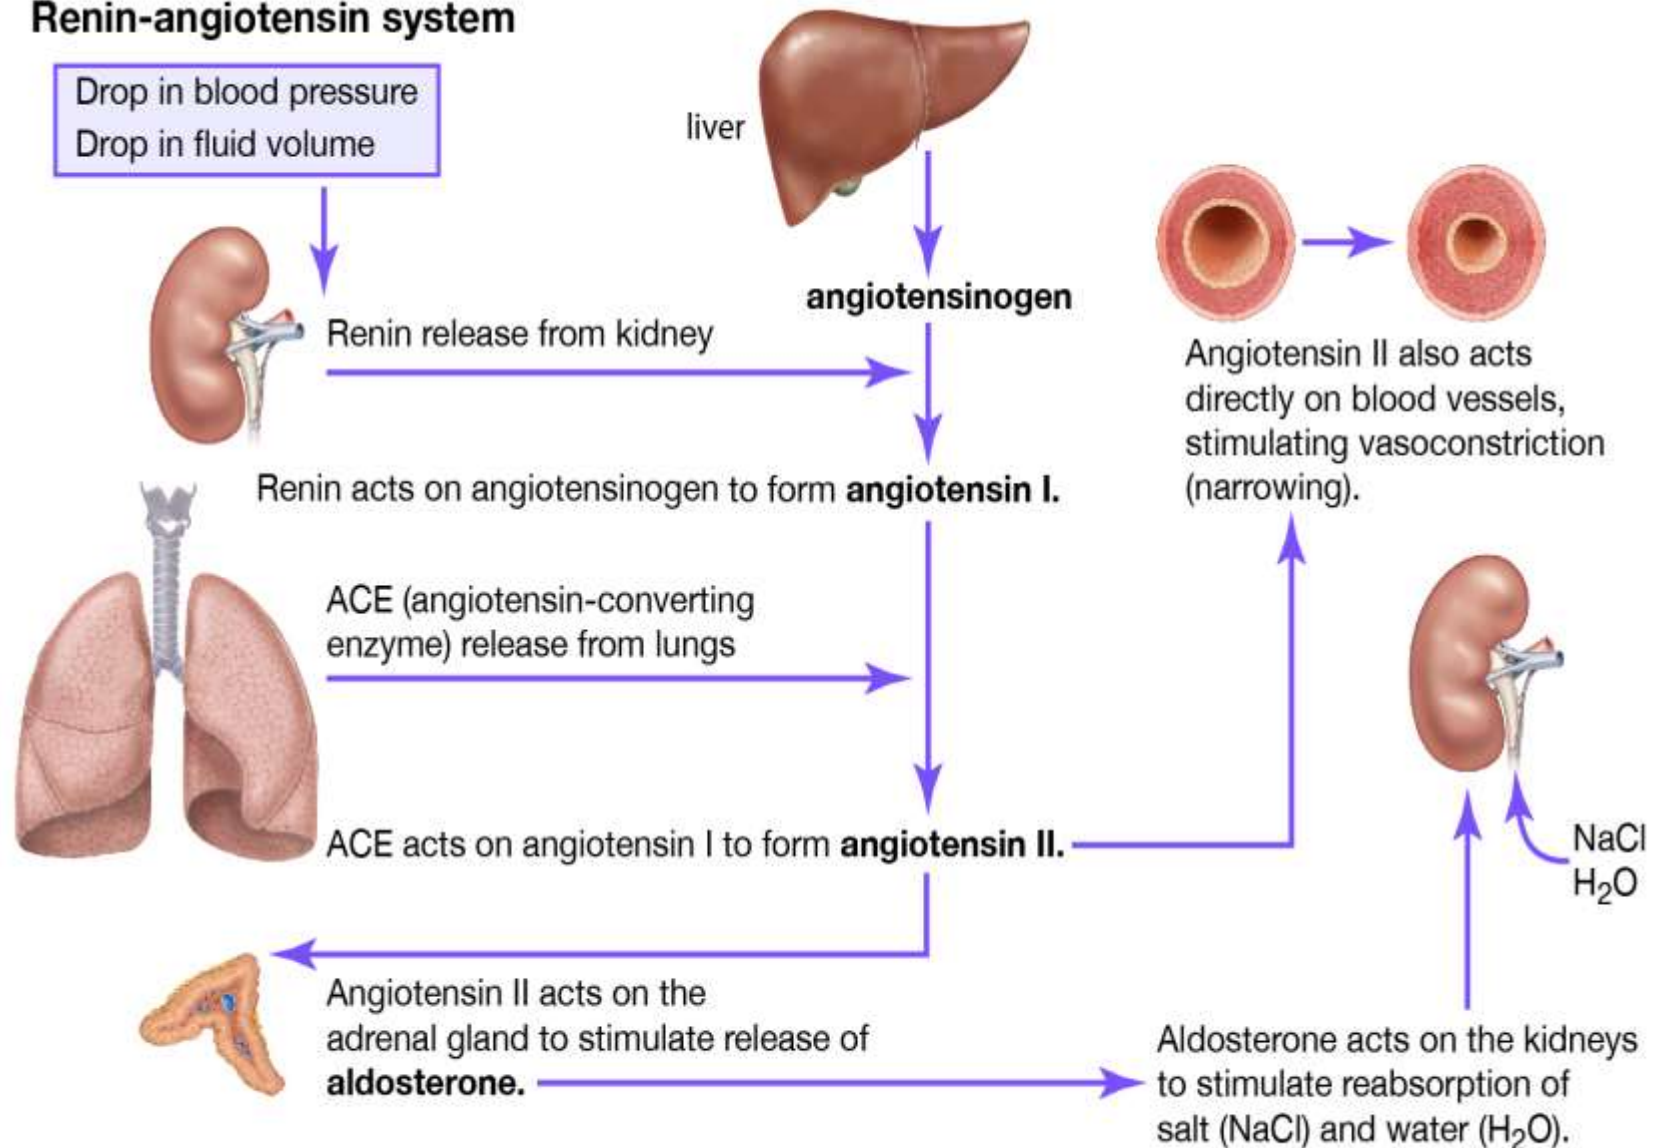 Renin-angiotensin system
Drop in blood pressure
Drop in fluid volume
liver
angiotensinogen
Renin release from kidney
Renin acts on angiotensinogen to form angiotensin I.
ACE (angiotensin-converting
enzyme) release from lungs
ACE acts on angiotensin I to form angiotensin II.
Angiotensin II also acts
directly on blood vessels,
stimulating vasoconstriction
(narrowing).
NaCl
H₂O
Angiotensin II acts on the
adrenal gland to stimulate release of
aldosterone.
Aldosterone acts on the kidneys
to stimulate reabsorption of
salt (NaCl) and water (H₂O).